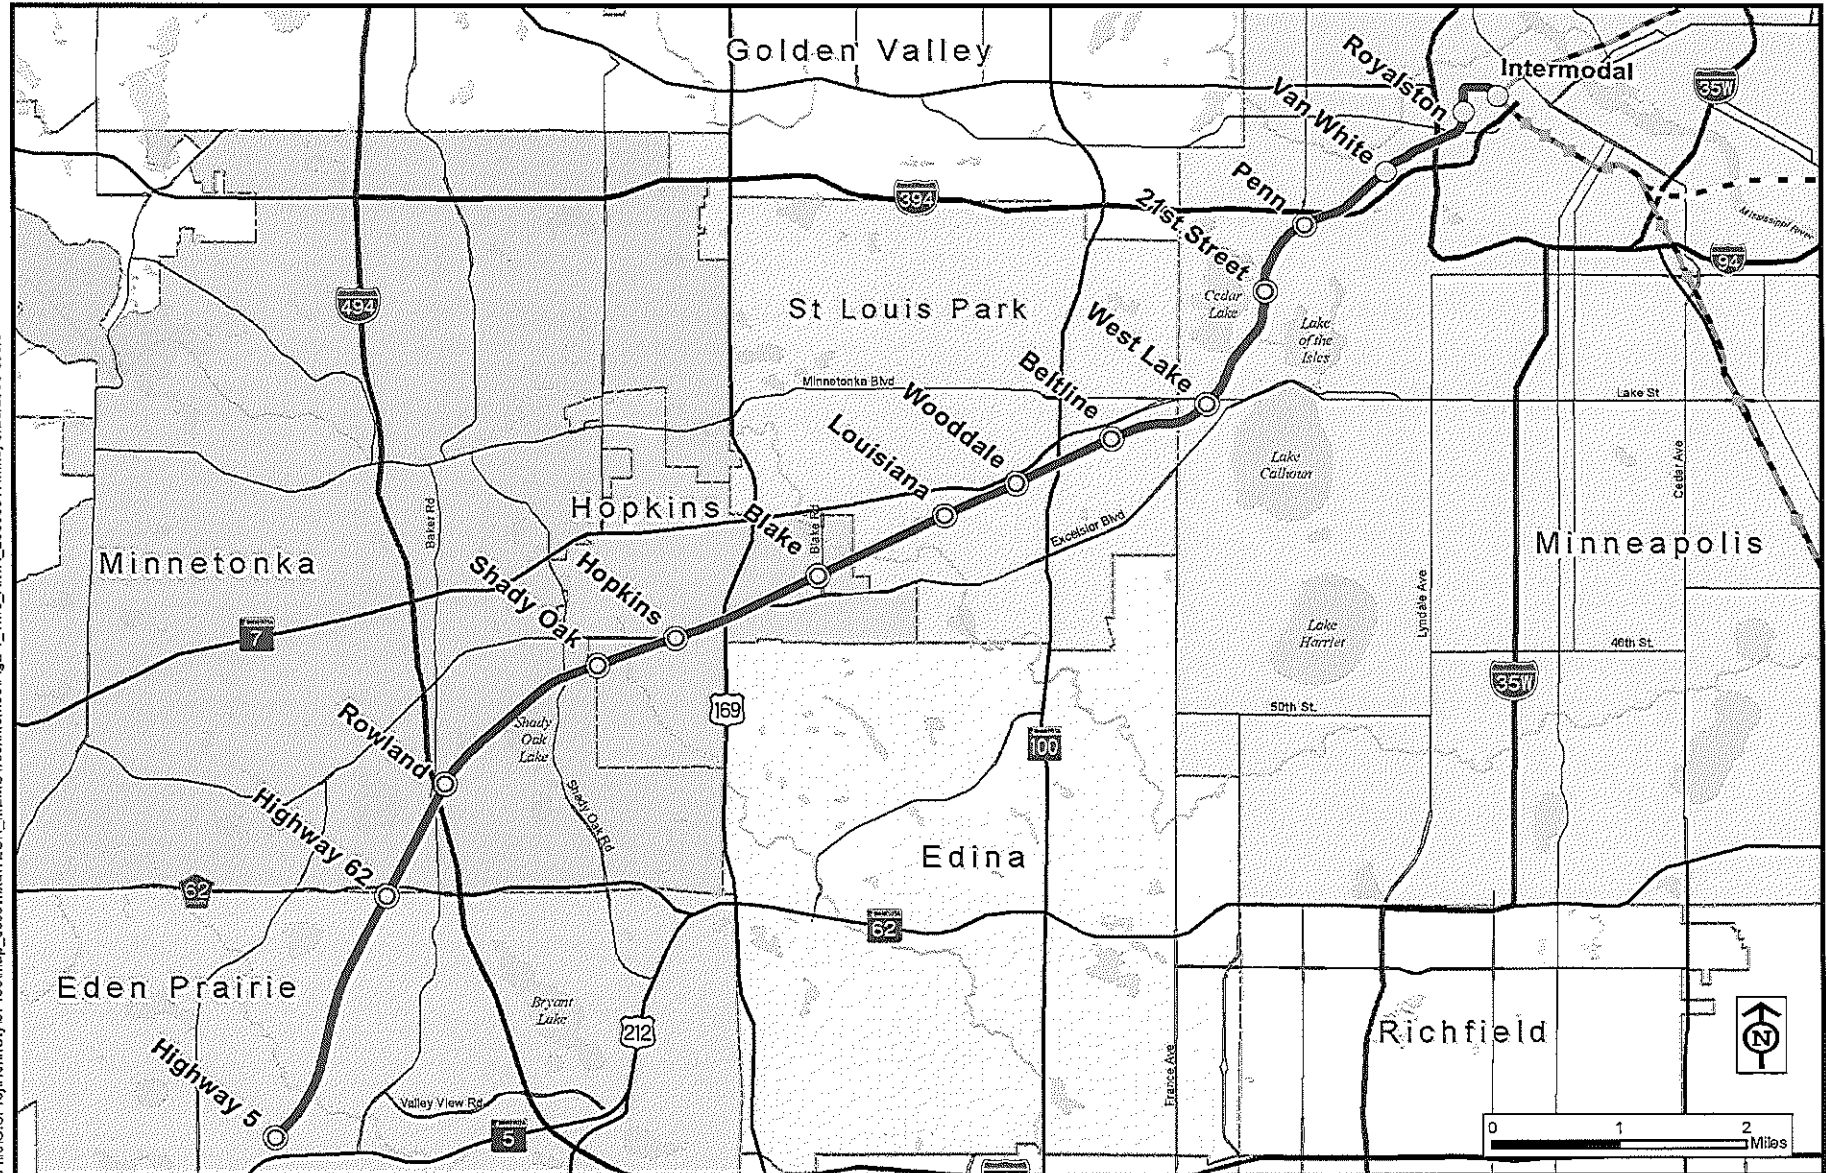 Golden Valley
Royalston
Intermodal
35W
Van White
Penn
394
21st Street
Mississippi River
94
494
St Louis Park
Cedar
Lake
Lake
of the
Isles
West Lake
Beltline
Minnetonka Blvd
Wooddale
Lake St
Louisiana
Lake
Calhoun
Cedar Ave
Hopkins
Blake
Blake Rd
Baker Rd
Excelsior Blvd
Minneapolis
Minnetonka
Shady Oak
Hopkins
Lyndale Ave
7
Lake
Harriet
46th St.
35W
Rowland
Shady
Oak
Lake
169
50th St.
100
Highway 62
Shady Oak Rd
Edina
62
62
Eden Prairie
Bryant
Lake
212
Richfield
N
Highway 5
France Ave
Valley View Rd
5
0 1 2
Miles